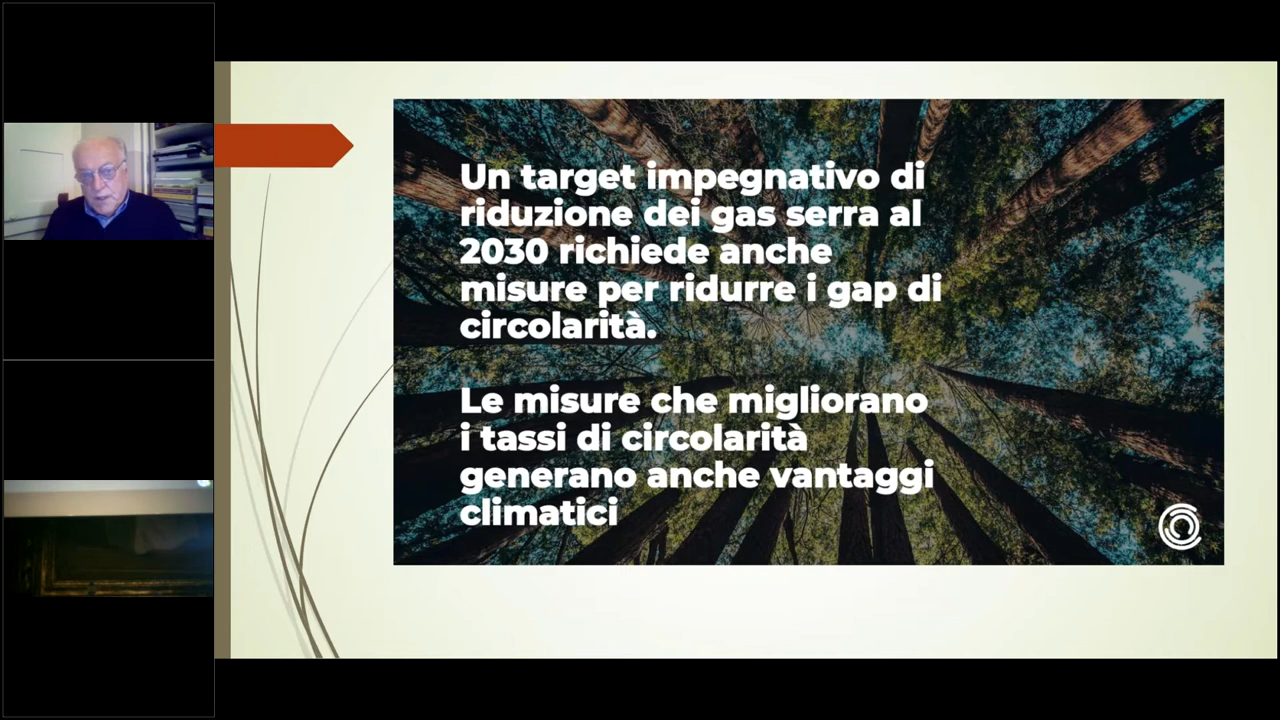 Un target impegnativo di
riduzione dei gas serra al
2030 richiede anche
misure per ridurre i gap di
circolarità.
Le misure che migliorano
i tassi di circolarità
generano anche vantaggi
climatici